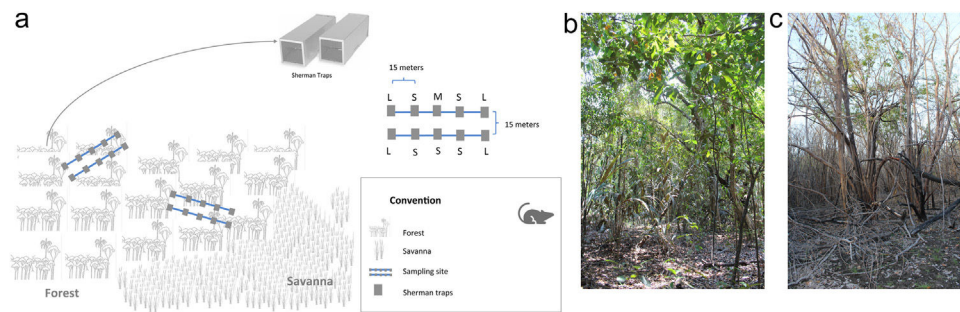 a
Sherman Traps
15 meters
L S M S L
15 meters
L S S S L
Convention
Forest
Savanna
Sampling site
Sherman traps
Forest
Savanna
b
c